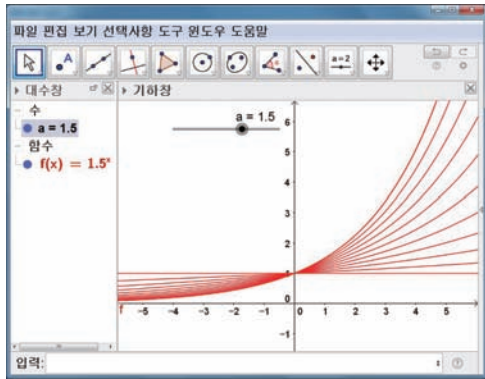 파일 편집 보기 선택사항 도구 윈도우 도움말
A
a=2
대수창
기하창
수
a = 1.5
함수
f(x) = 1.5ˣ
a = 1.5
6
5
4
3
2
1
0
-1
f -5 -4 -3 -2 -1 0 1 2 3 4 5
입력: